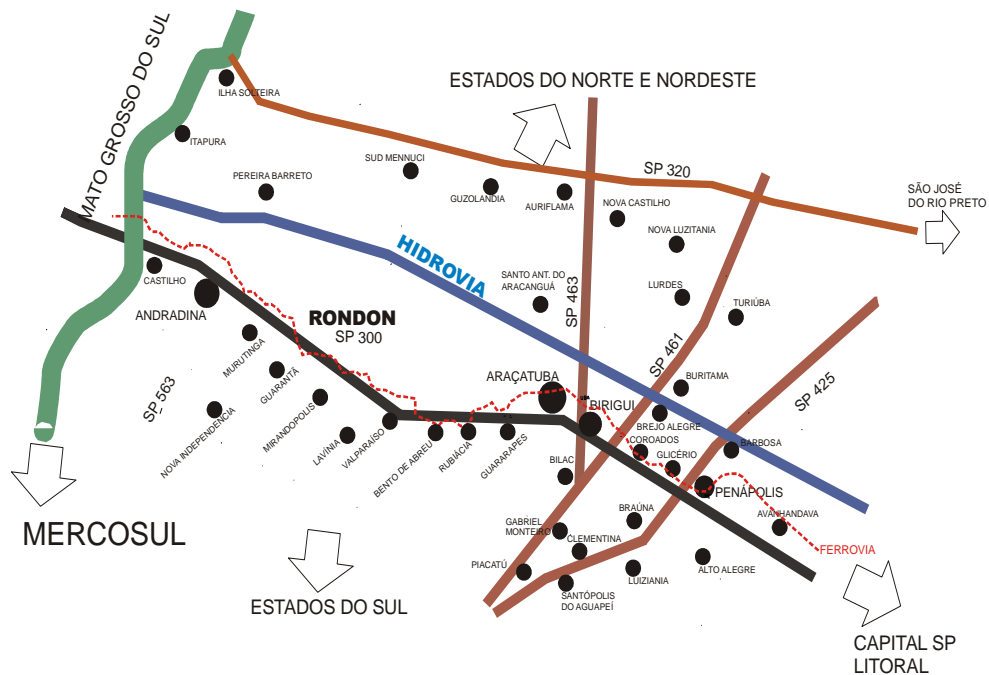 MATO GROSSO DO SUL
ILHA SOLTEIRA
ITAPURA
ESTADOS DO NORTE E NORDESTE
SUD MENNUCI
PEREIRA BARRETO
GUZOLANDIA
AURIFLAMA
SP 320
NOVA CASTILHO
SÃO JOSÉ
DO RIO PRETO
NOVA LUZITANIA
HIDROVIA
CASTILHO
SANTO ANT. DO
ARACANGUÁ
SP 463
LURDES
TURIÚBA
ANDRADINA
RONDON
SP 300
SP 461
MURUTINGA
GUARANTÃ
SP 563
NOVA INDEPENDENCIA
MIRANDOPOLIS
LAVÍNIA
VALPARAÍSO
BENTO DE ABREU
RUBIÁCIA
GUARARAPES
ARAÇATUBA
BIRIGUI
BURITAMA
SP 425
BREJO ALEGRE
COROADOS
GLICÉRIO
BARBOSA
BILAC
PENÁPOLIS
AVANHANDAVA
BRAÚNA
GABRIEL
MONTEIRO
CLEMENTINA
FERROVIA
PIACATÚ
LUIZIANIA
ALTO ALEGRE
SANTÓPOLIS
DO AGUAPEÍ
MERCOSUL
ESTADOS DO SUL
CAPITAL SP
LITORAL